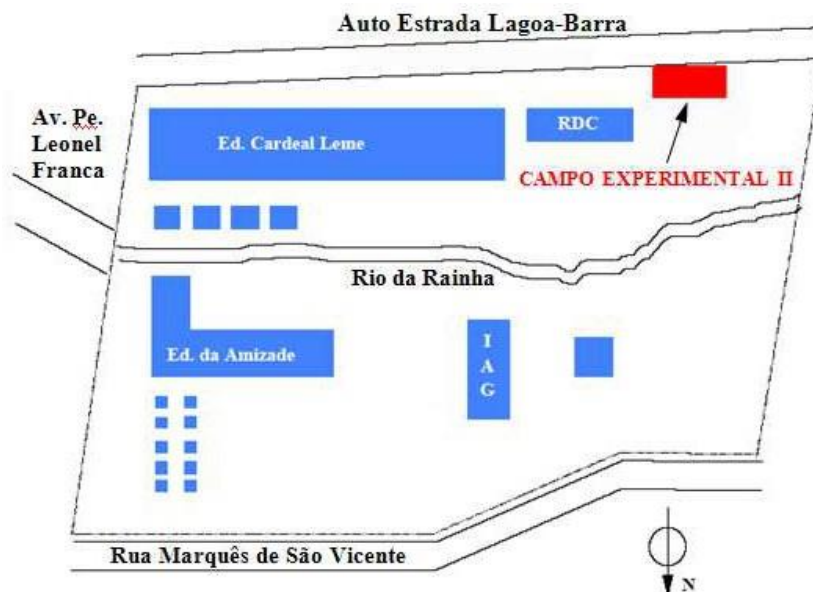 Auto Estrada Lagoa-Barra
Av. Pe.
Leonel
Franca
Ed. Cardeal Leme
RDC
CAMPO EXPERIMENTAL II
Rio da Rainha
Ed. da Amizade
I
A
G
Rua Marquês de São Vicente
N